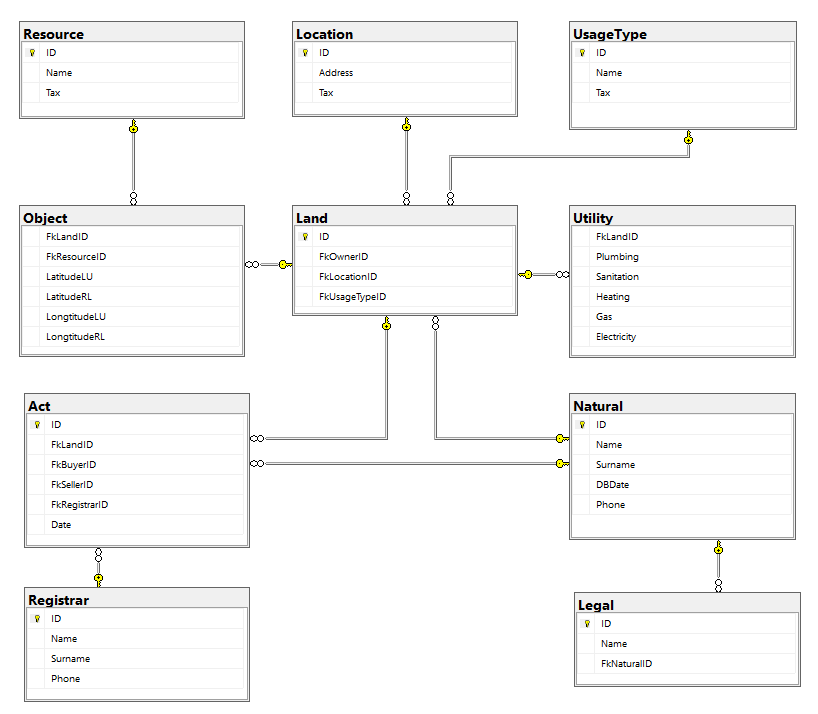 Resource
ID
Name
Tax
Location
ID
Address
Tax
UsageType
ID
Name
Tax
Object
FkLandID
FkResourceID
LatitudeLU
LatitudeRL
LongtitudeLU
LongtitudeRL
Land
ID
FkOwnerID
FkLocationID
FkUsageTypeID
Utility
FkLandID
Plumbing
Sanitation
Heating
Gas
Electricity
Act
ID
FkLandID
FkBuyerID
FkSellerID
FkRegistrarID
Date
Natural
ID
Name
Surname
DBDate
Phone
Registrar
ID
Name
Surname
Phone
Legal
ID
Name
FkNaturalID